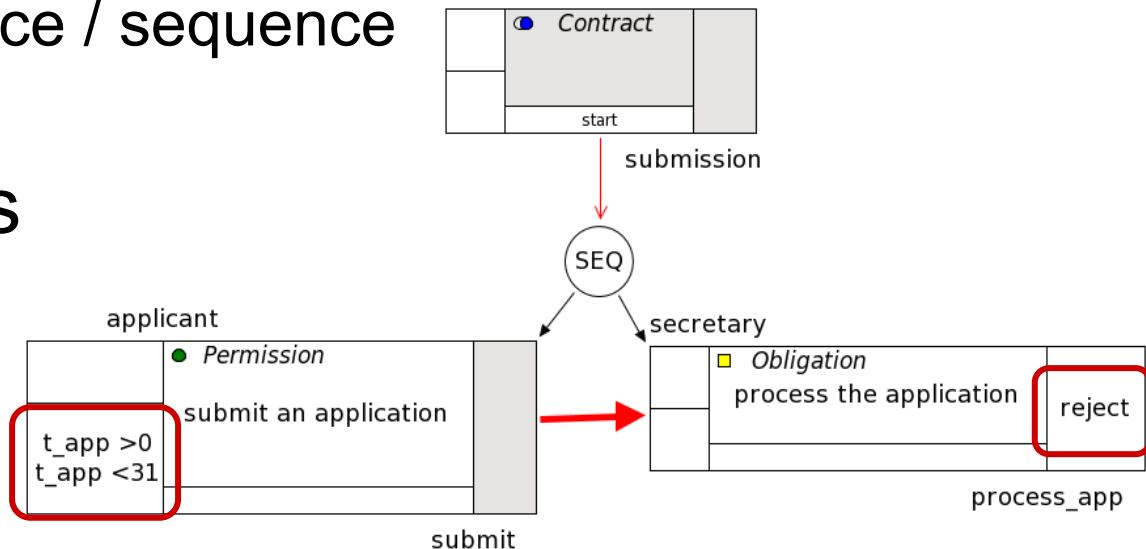 ce / sequence
s
Contract
start
submission
SEQ
applicant
Permission
submit an application
t_app >0
t_app <31
submit
secretary
Obligation
process the application
reject
process_app